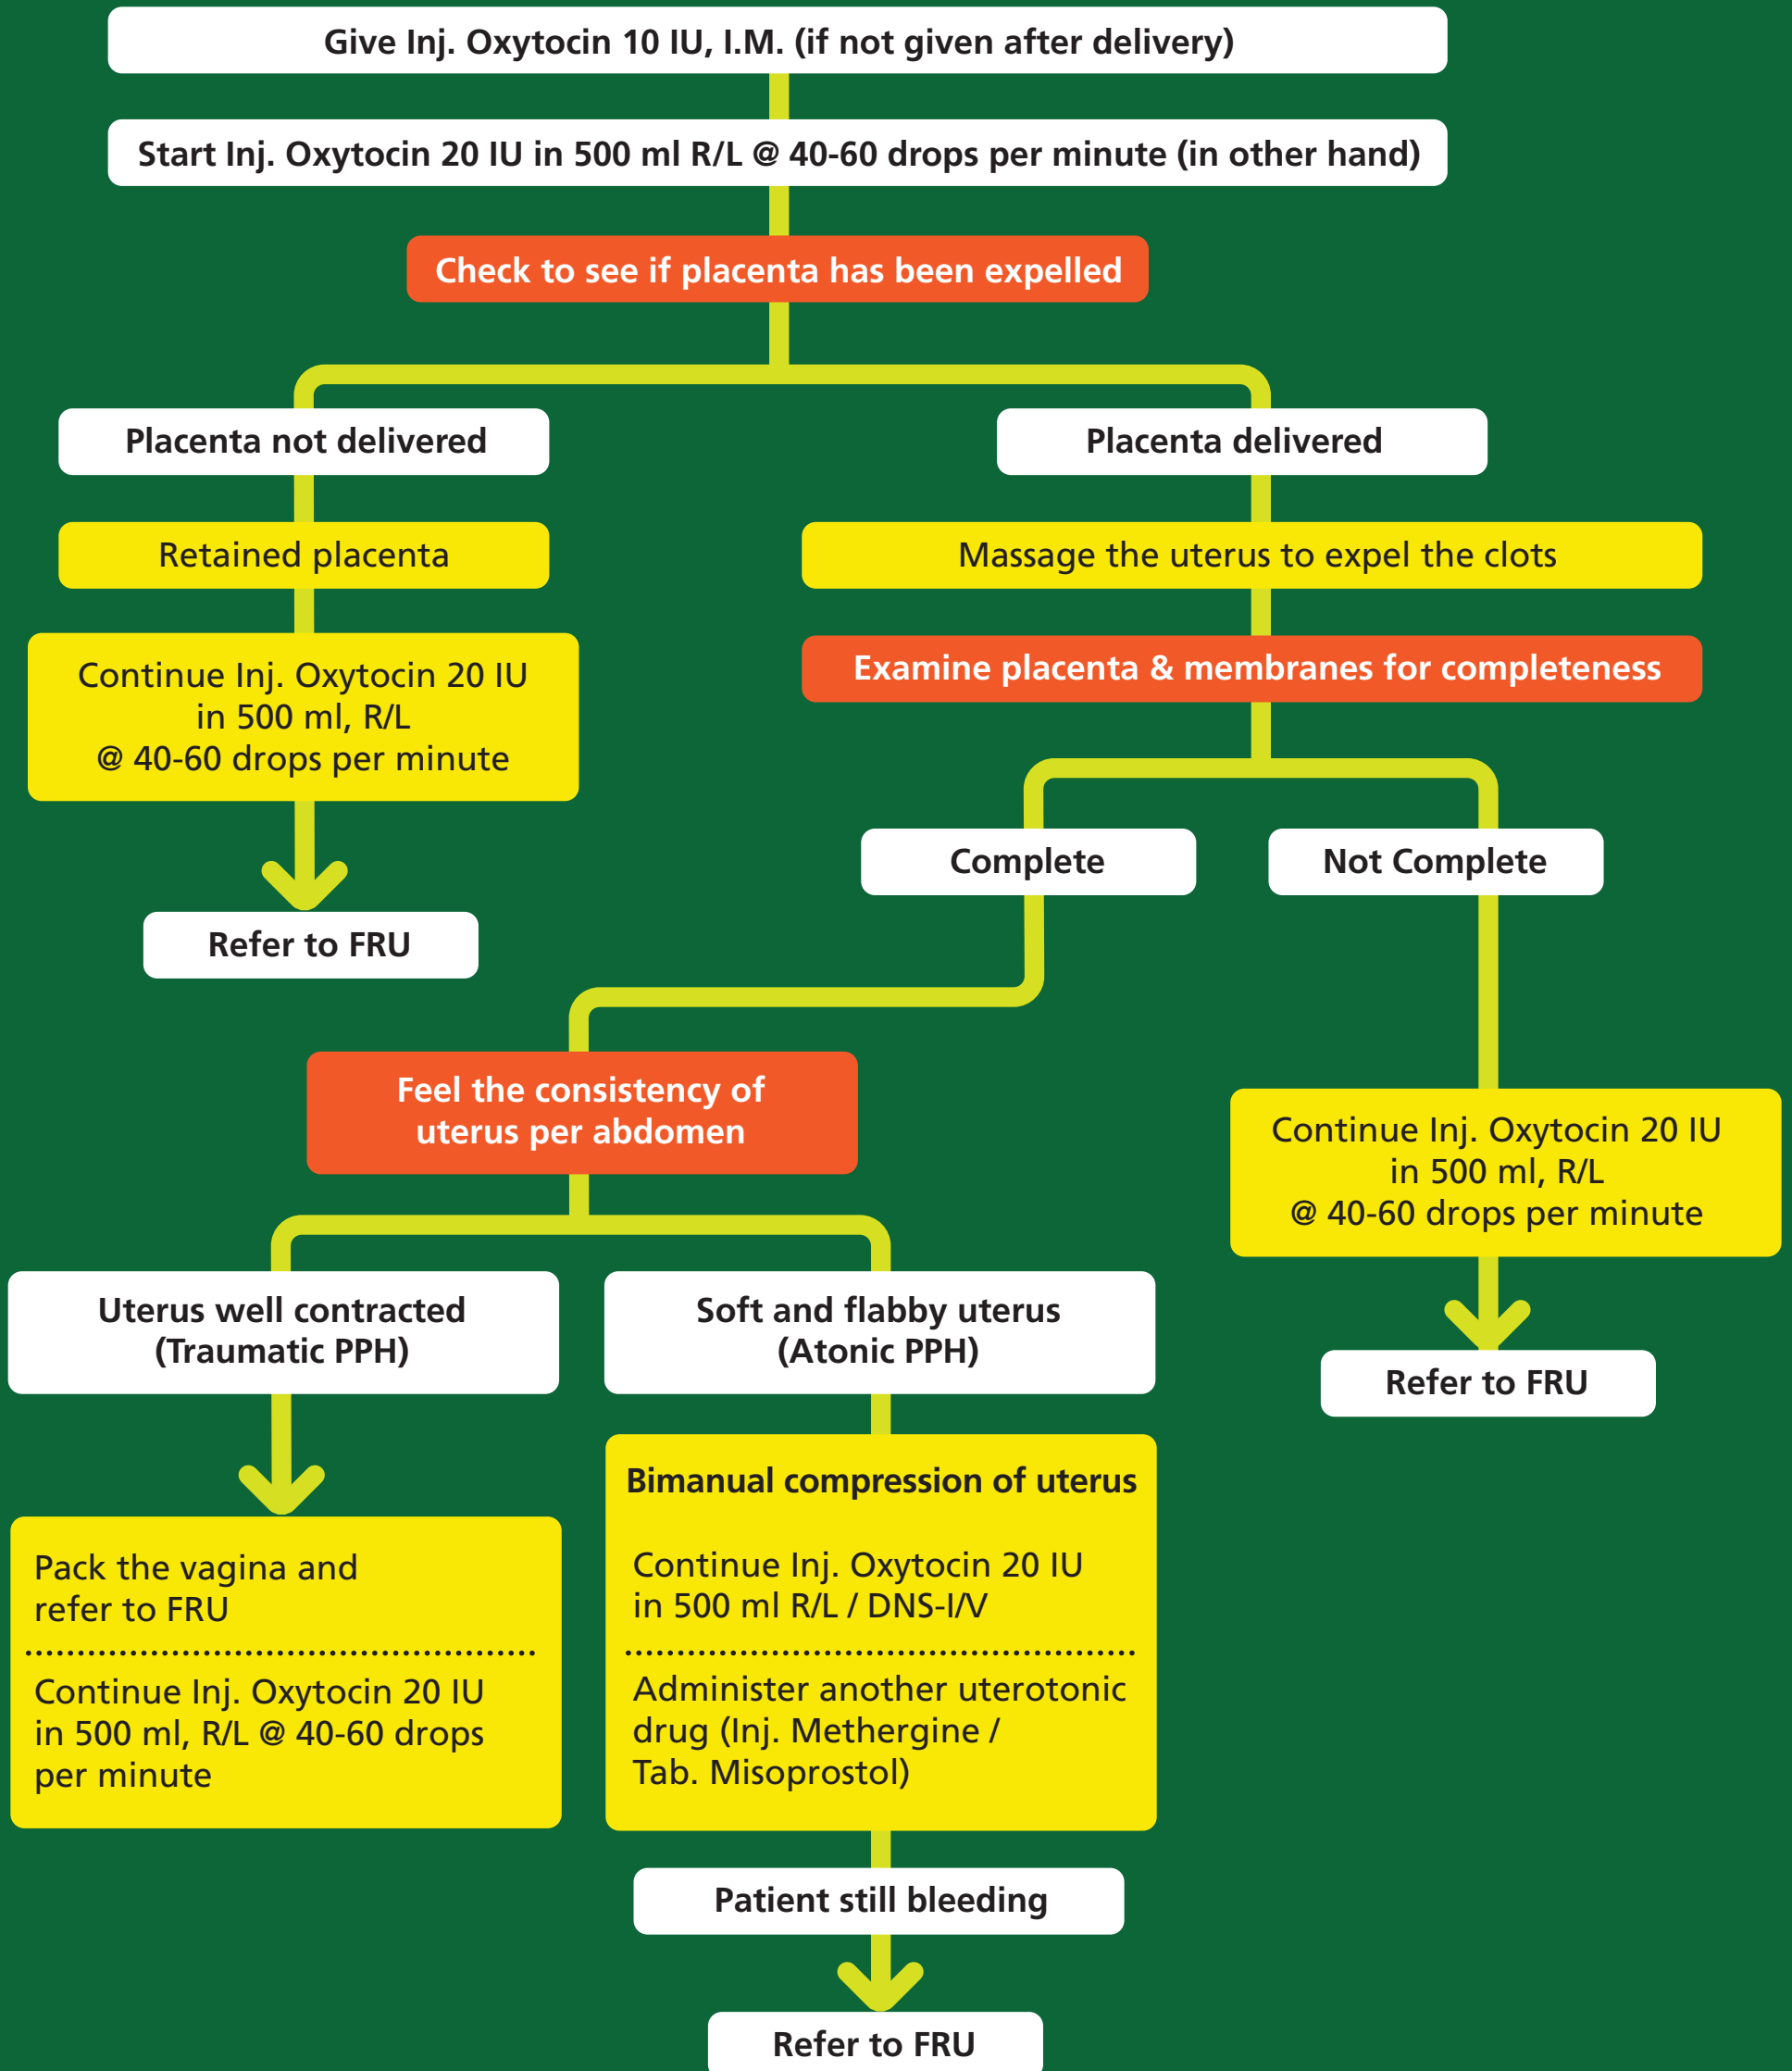 Give Inj. Oxytocin 10 IU, I.M. (if not given after delivery)
Start Inj. Oxytocin 20 IU in 500 ml R/L @ 40-60 drops per minute (in other hand)
Check to see if placenta has been expelled
Placenta not delivered
Retained placenta
Continue Inj. Oxytocin 20 IU
in 500 ml, R/L
@ 40-60 drops per minute
Refer to FRU
Placenta delivered
Massage the uterus to expel the clots
Examine placenta & membranes for completeness
Complete
Not Complete
Feel the consistency of
uterus per abdomen
Uterus well contracted
(Traumatic PPH)
Pack the vagina and
refer to FRU
Continue Inj. Oxytocin 20 IU
in 500 ml, R/L @ 40-60 drops
per minute
Soft and flabby uterus
(Atonic PPH)
Bimanual compression of uterus
Continue Inj. Oxytocin 20 IU
in 500 ml R/L / DNS-I/V
Administer another uterotonic
drug (Inj. Methergine /
Tab. Misoprostol)
Patient still bleeding
Refer to FRU
Continue Inj. Oxytocin 20 IU
in 500 ml, R/L
@ 40-60 drops per minute
Refer to FRU